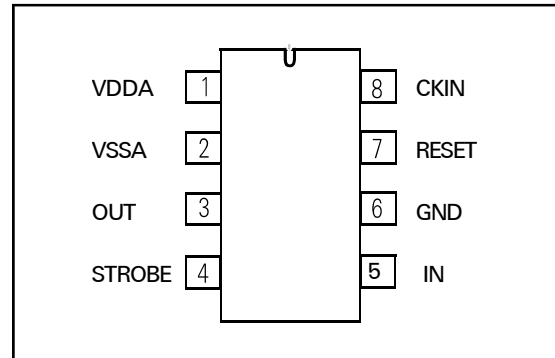 VDDA 1 8 CKIN
VSSA 2 7 RESET
OUT 3 6 GND
STROBE 4 5 IN